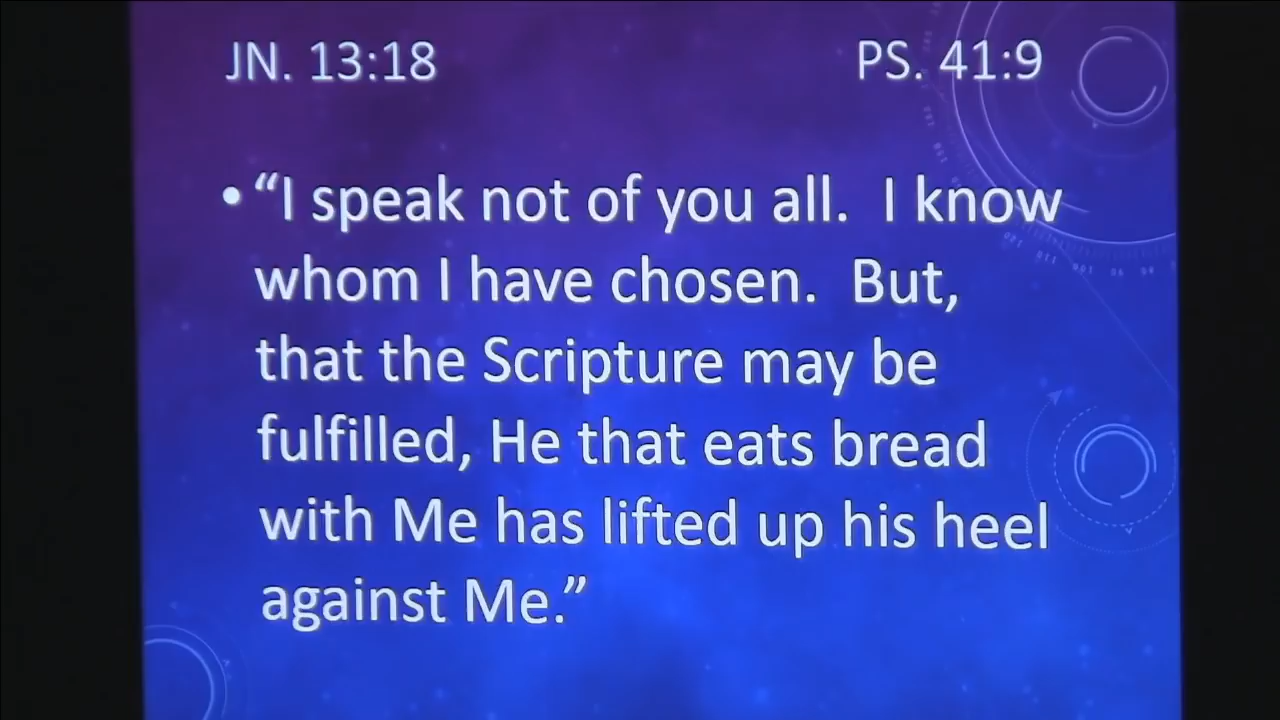 JN. 13:18 PS. 41:9
• “I speak not of you all.  I know
whom I have chosen.  But,
that the Scripture may be
fulfilled, He that eats bread
with Me has lifted up his heel
against Me.”